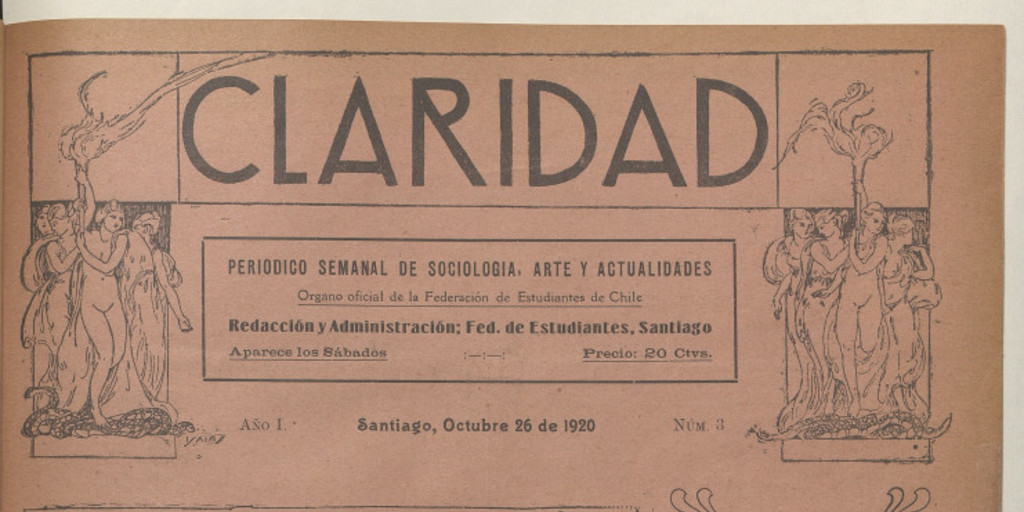 CLARIDAD
PERIODICO SEMANAL DE SOCIOLOGIA, ARTE Y ACTUALIDADES
Organo oficial de la Federación de Estudiantes de Chile
Redacción y Administración; Fed. de Estudiantes, Santiago
Aparece los Sábados :—:—: Precio: 20 Ctvs.
Año I. Santiago, Octubre 26 de 1920 Núm. 3